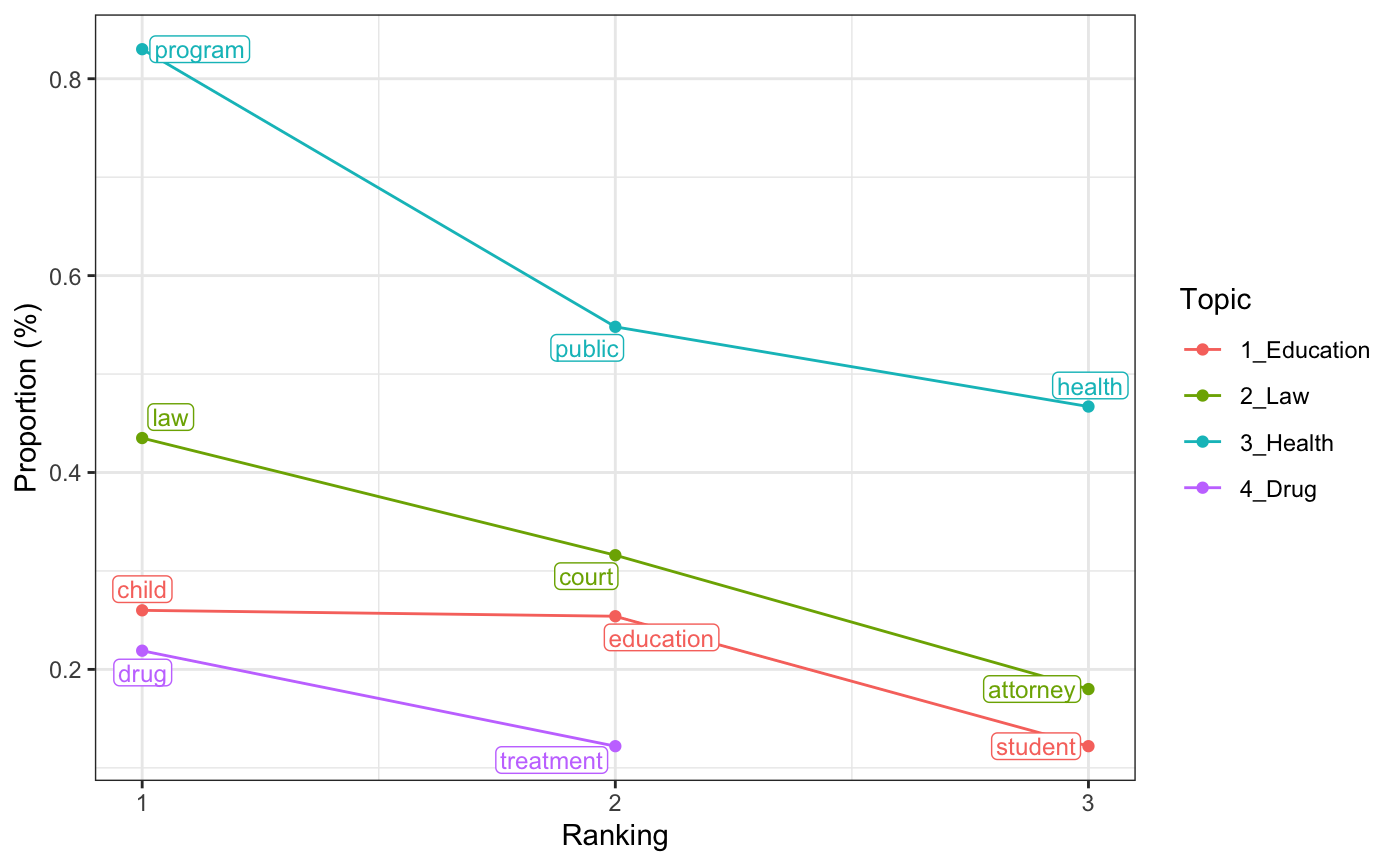 program
0.8
0.6
public
health
law
0.4
court
child
education
0.2
drug
attorney
treatment
student
1
2
3
Ranking
Proportion (%)
Topic
1_Education
2_Law
3_Health
4_Drug